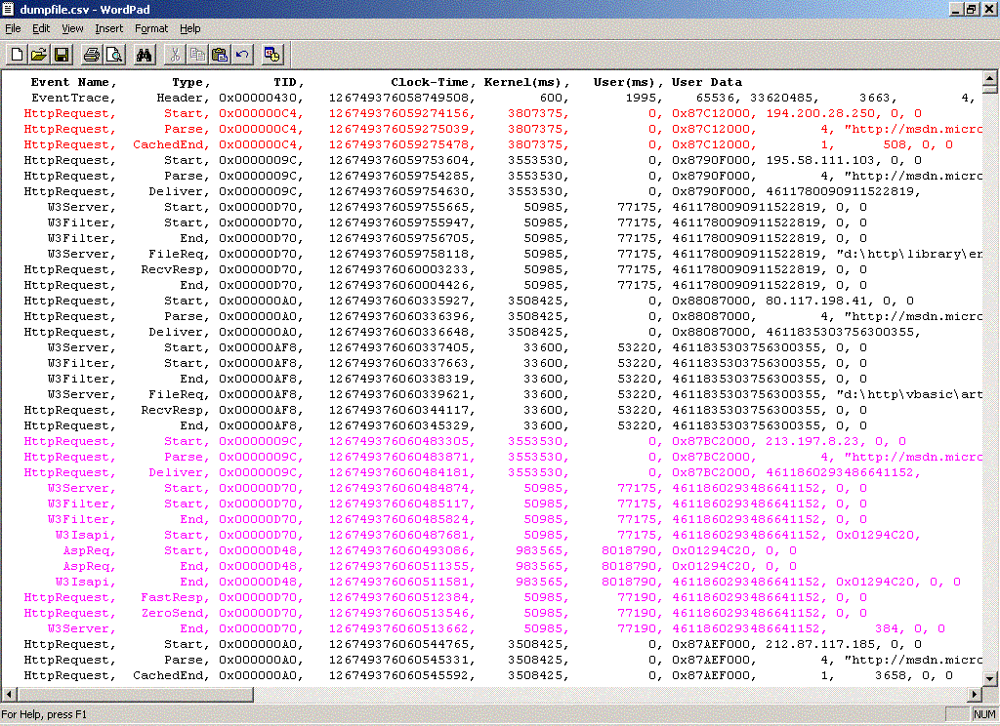 dumpfile.csv - WordPad
File Edit View Insert Format Help
Event Name, Type, TID, Clock-Time, Kernel(ms), User(ms), User Data
EventTrace, Header, 0x00000430, 126749376058749508, 600, 1995, 65536, 33620485, 3663, 4,
HttpRequest, Start, 0x000000C4, 126749376059274156, 3807375, 0, 0x87C12000, 194.200.28.250, 0, 0
HttpRequest, Parse, 0x000000C4, 126749376059275039, 3807375, 0, 0x87C12000, 4, "http://msdn.micro
HttpRequest, CachedEnd, 0x000000C4, 126749376059275478, 3807375, 0, 0x87C12000, 1, 508, 0, 0
HttpRequest, Start, 0x0000009C, 126749376059753604, 3553530, 0, 0x8790F000, 195.58.111.103, 0, 0
HttpRequest, Parse, 0x0000009C, 126749376059754285, 3553530, 0, 0x8790F000, 4, "http://msdn.micro
HttpRequest, Deliver, 0x0000009C, 126749376059754630, 3553530, 0, 0x8790F000, 4611780090911522819,
W3Server, Start, 0x00000D70, 126749376059755665, 50985, 77175, 4611780090911522819, 0, 0
W3Filter, Start, 0x00000D70, 126749376059755947, 50985, 77175, 4611780090911522819, 0, 0
W3Filter, End, 0x00000D70, 126749376059756705, 50985, 77175, 4611780090911522819, 0, 0
W3Server, FileReq, 0x00000D70, 126749376059758118, 50985, 77175, 4611780090911522819, "d:\http\library\en
HttpRequest, RecvResp, 0x00000D70, 126749376060003233, 50985, 77175, 4611780090911522819, 0, 0
HttpRequest, End, 0x00000D70, 126749376060004426, 50985, 77175, 4611780090911522819, 0, 0
HttpRequest, Start, 0x000000A0, 126749376060335927, 3508425, 0, 0x88087000, 80.117.198.41, 0, 0
HttpRequest, Parse, 0x000000A0, 126749376060336396, 3508425, 0, 0x88087000, 4, "http://msdn.micro
HttpRequest, Deliver, 0x000000A0, 126749376060336648, 3508425, 0, 0x88087000, 4611835303756300355,
W3Server, Start, 0x00000AF8, 126749376060337405, 33600, 53220, 4611835303756300355, 0, 0
W3Filter, Start, 0x00000AF8, 126749376060337663, 33600, 53220, 4611835303756300355, 0, 0
W3Filter, End, 0x00000AF8, 126749376060338319, 33600, 53220, 4611835303756300355, 0, 0
W3Server, FileReq, 0x00000AF8, 126749376060339621, 33600, 53220, 4611835303756300355, "d:\http\vbasic\art
HttpRequest, RecvResp, 0x00000AF8, 126749376060344117, 33600, 53220, 4611835303756300355, 0, 0
HttpRequest, End, 0x00000AF8, 126749376060345329, 33600, 53220, 4611835303756300355, 0, 0
HttpRequest, Start, 0x0000009C, 126749376060483305, 3553530, 0, 0x87BC2000, 213.197.8.23, 0, 0
HttpRequest, Parse, 0x0000009C, 126749376060483871, 3553530, 0, 0x87BC2000, 4, "http://msdn.micro
HttpRequest, Deliver, 0x0000009C, 126749376060484181, 3553530, 0, 0x87BC2000, 4611860293486641152,
W3Server, Start, 0x00000D70, 126749376060484874, 50985, 77175, 4611860293486641152, 0, 0
W3Filter, Start, 0x00000D70, 126749376060485117, 50985, 77175, 4611860293486641152, 0, 0
W3Filter, End, 0x00000D70, 126749376060485824, 50985, 77175, 4611860293486641152, 0, 0
W3Isapi, Start, 0x00000D70, 126749376060487681, 50985, 77175, 4611860293486641152, 0x01294C20,
AspReq, Start, 0x00000D48, 126749376060493086, 983565, 8018790, 0x01294C20, 0, 0
AspReq, End, 0x00000D48, 126749376060511355, 983565, 8018790, 0x01294C20, 0, 0
W3Isapi, End, 0x00000D48, 126749376060511581, 983565, 8018790, 4611860293486641152, 0x01294C20, 0, 0
HttpRequest, FastResp, 0x00000D70, 126749376060512384, 50985, 77190, 4611860293486641152, 0, 0
HttpRequest, ZeroSend, 0x00000D70, 126749376060513546, 50985, 77190, 4611860293486641152, 0, 0
W3Server, End, 0x00000D70, 126749376060513662, 50985, 77190, 4611860293486641152, 384, 0, 0
HttpRequest, Start, 0x000000A0, 126749376060544765, 3508425, 0, 0x87AEF000, 212.87.117.185, 0, 0
HttpRequest, Parse, 0x000000A0, 126749376060545331, 3508425, 0, 0x87AEF000, 4, "http://msdn.micro
HttpRequest, CachedEnd, 0x000000A0, 126749376060545592, 3508425, 0, 0x87AEF000, 1, 3658, 0, 0
For Help, press F1 NUM